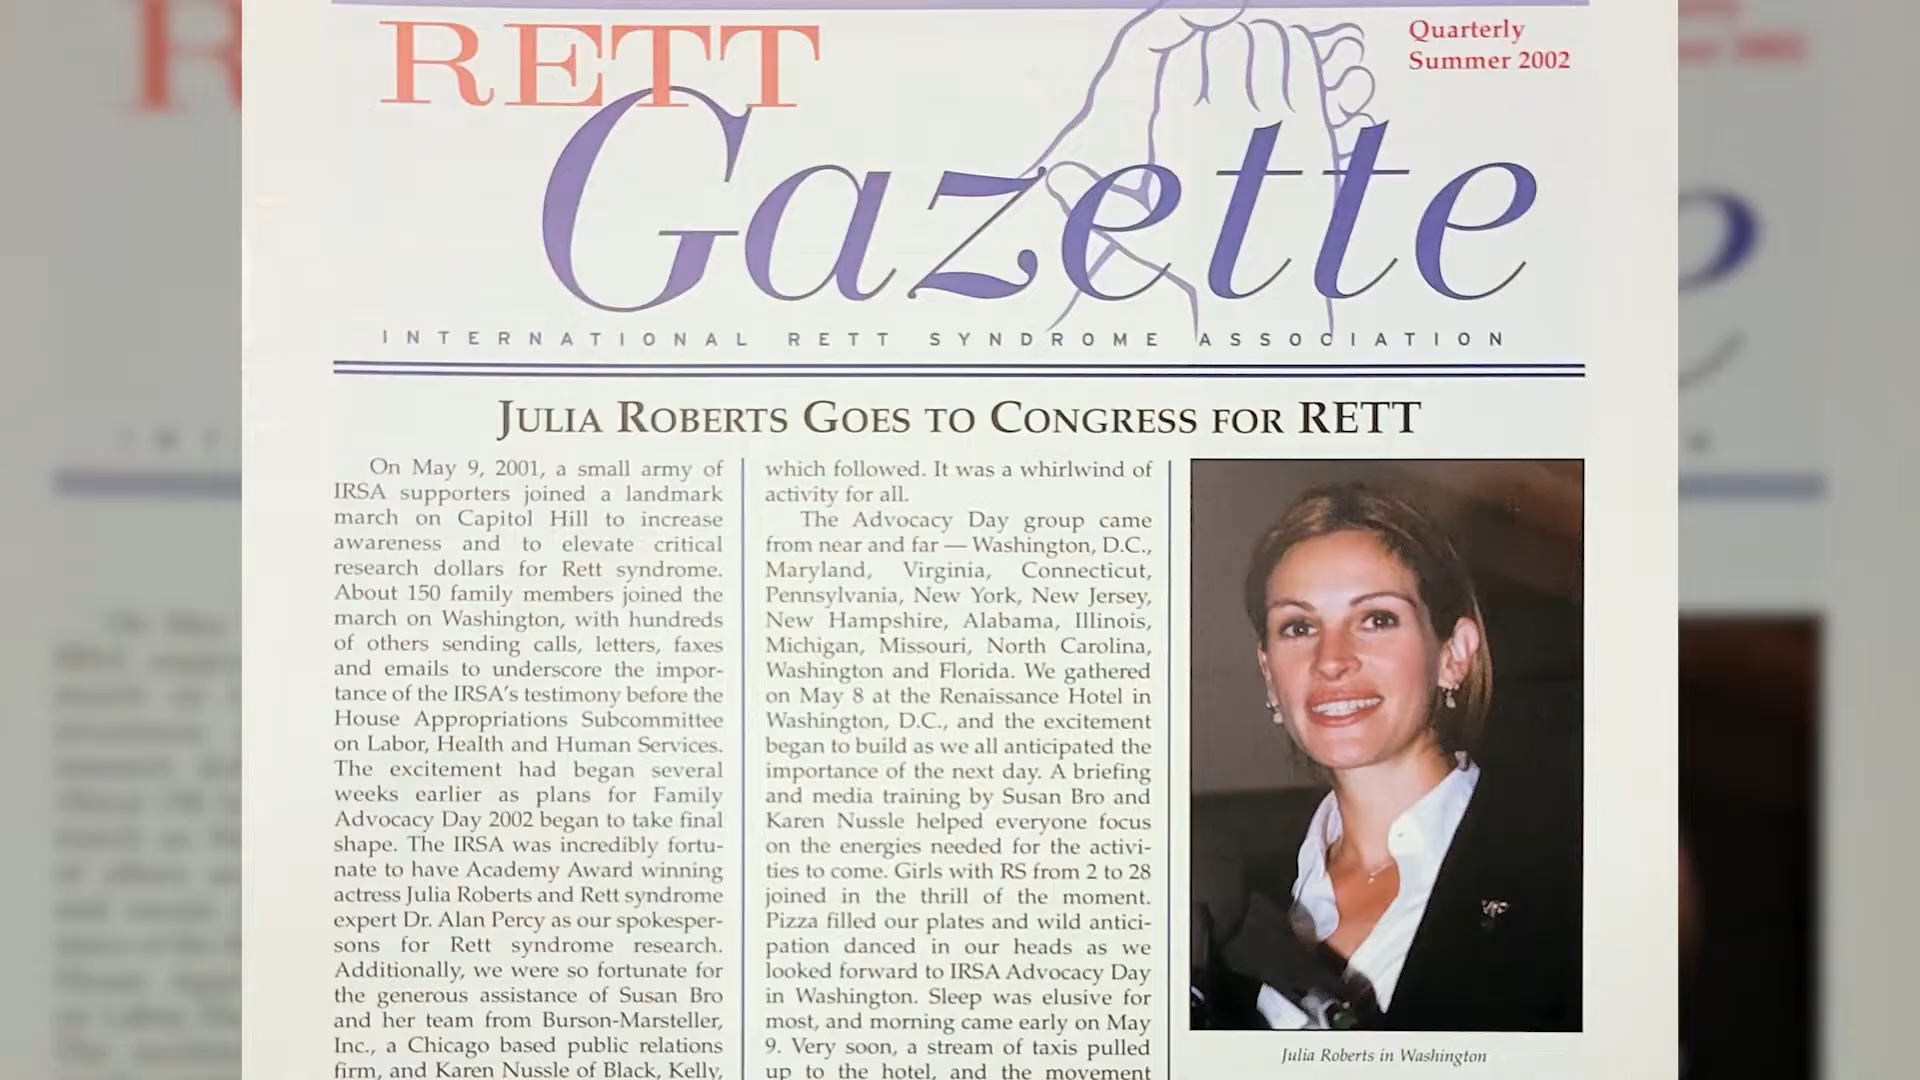 RETT
Gazette
Quarterly
Summer 2002
INTERNATIONAL RETT SYNDROME ASSOCIATION
JULIA ROBERTS GOES TO CONGRESS FOR RETT
On May 9, 2001, a small army of
IRSA supporters joined a landmark
march on Capitol Hill to increase
awareness and to elevate critical
research dollars for Rett syndrome.
About 150 family members joined the
march on Washington, with hundreds
of others sending calls, letters, faxes
and emails to underscore the impor-
tance of the IRSA's testimony before the
House Appropriations Subcommittee
on Labor, Health and Human Services.
The excitement had began several
weeks earlier as plans for Family
Advocacy Day 2002 began to take final
shape. The IRSA was incredibly fortu-
nate to have Academy Award winning
actress Julia Roberts and Rett syndrome
expert Dr. Alan Percy as our spokesper-
sons for Rett syndrome research.
Additionally, we were so fortunate for
the generous assistance of Susan Bro
and her team from Burson-Marsteller,
Inc., a Chicago based public relations
firm, and Karen Nussle of Black, Kelly,
which followed. It was a whirlwind of
activity for all.
The Advocacy Day group came
from near and far — Washington, D.C.,
Maryland, Virginia, Connecticut,
Pennsylvania, New York, New Jersey,
New Hampshire, Alabama, Illinois,
Michigan, Missouri, North Carolina,
Washington and Florida. We gathered
on May 8 at the Renaissance Hotel in
Washington, D.C., and the excitement
began to build as we all anticipated the
importance of the next day. A briefing
and media training by Susan Bro and
Karen Nussle helped everyone focus
on the energies needed for the activi-
ties to come. Girls with RS from 2 to 28
joined in the thrill of the moment.
Pizza filled our plates and wild antici-
pation danced in our heads as we
looked forward to IRSA Advocacy Day
in Washington. Sleep was elusive for
most, and morning came early on May
9. Very soon, a stream of taxis pulled
up to the hotel, and the movement
Julia Roberts in Washington